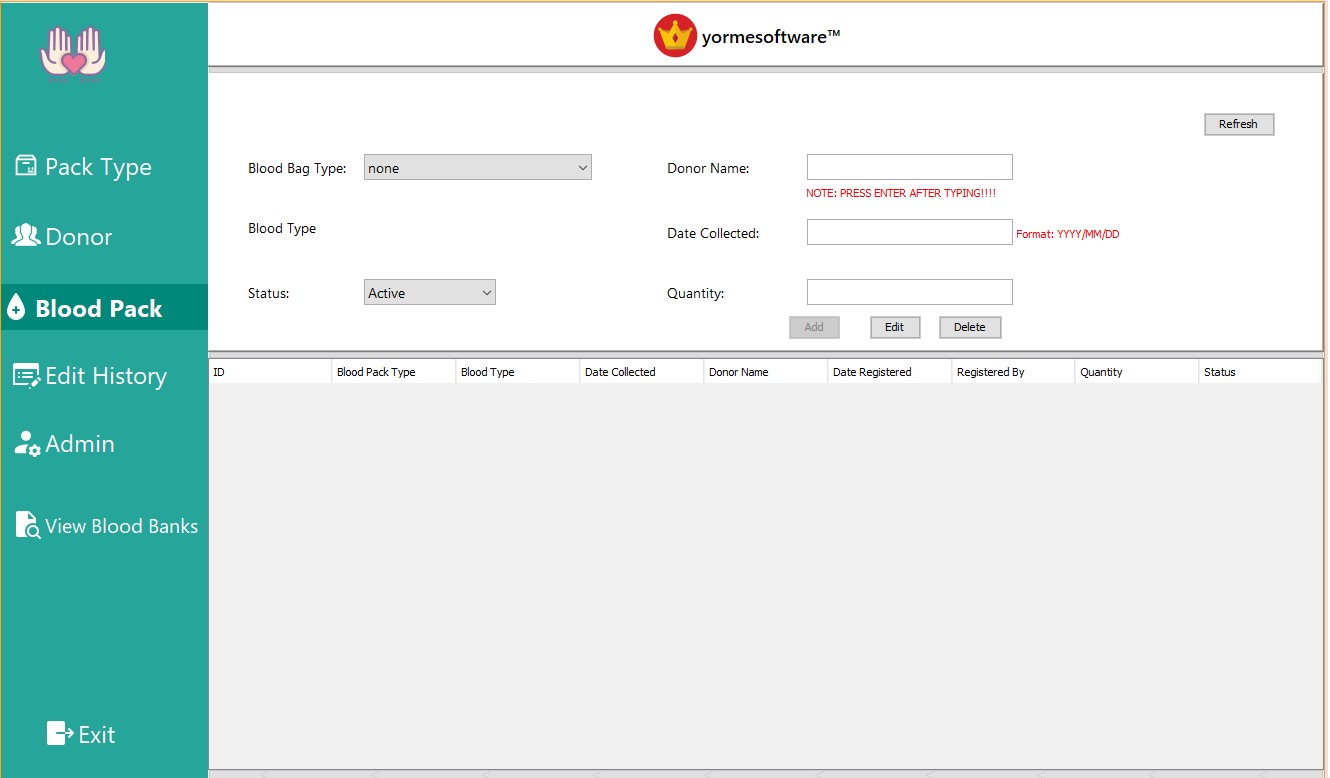 yormesoftware™
Pack Type
Donor
Blood Pack
Edit History
Admin
View Blood Banks
Exit
Refresh
Blood Bag Type: none
Donor Name:
NOTE: PRESS ENTER AFTER TYPING!!!!
Blood Type
Date Collected: Format: YYYY/MM/DD
Status: Active
Quantity:
Add Edit Delete
ID Blood Pack Type Blood Type Date Collected Donor Name Date Registered Registered By Quantity Status